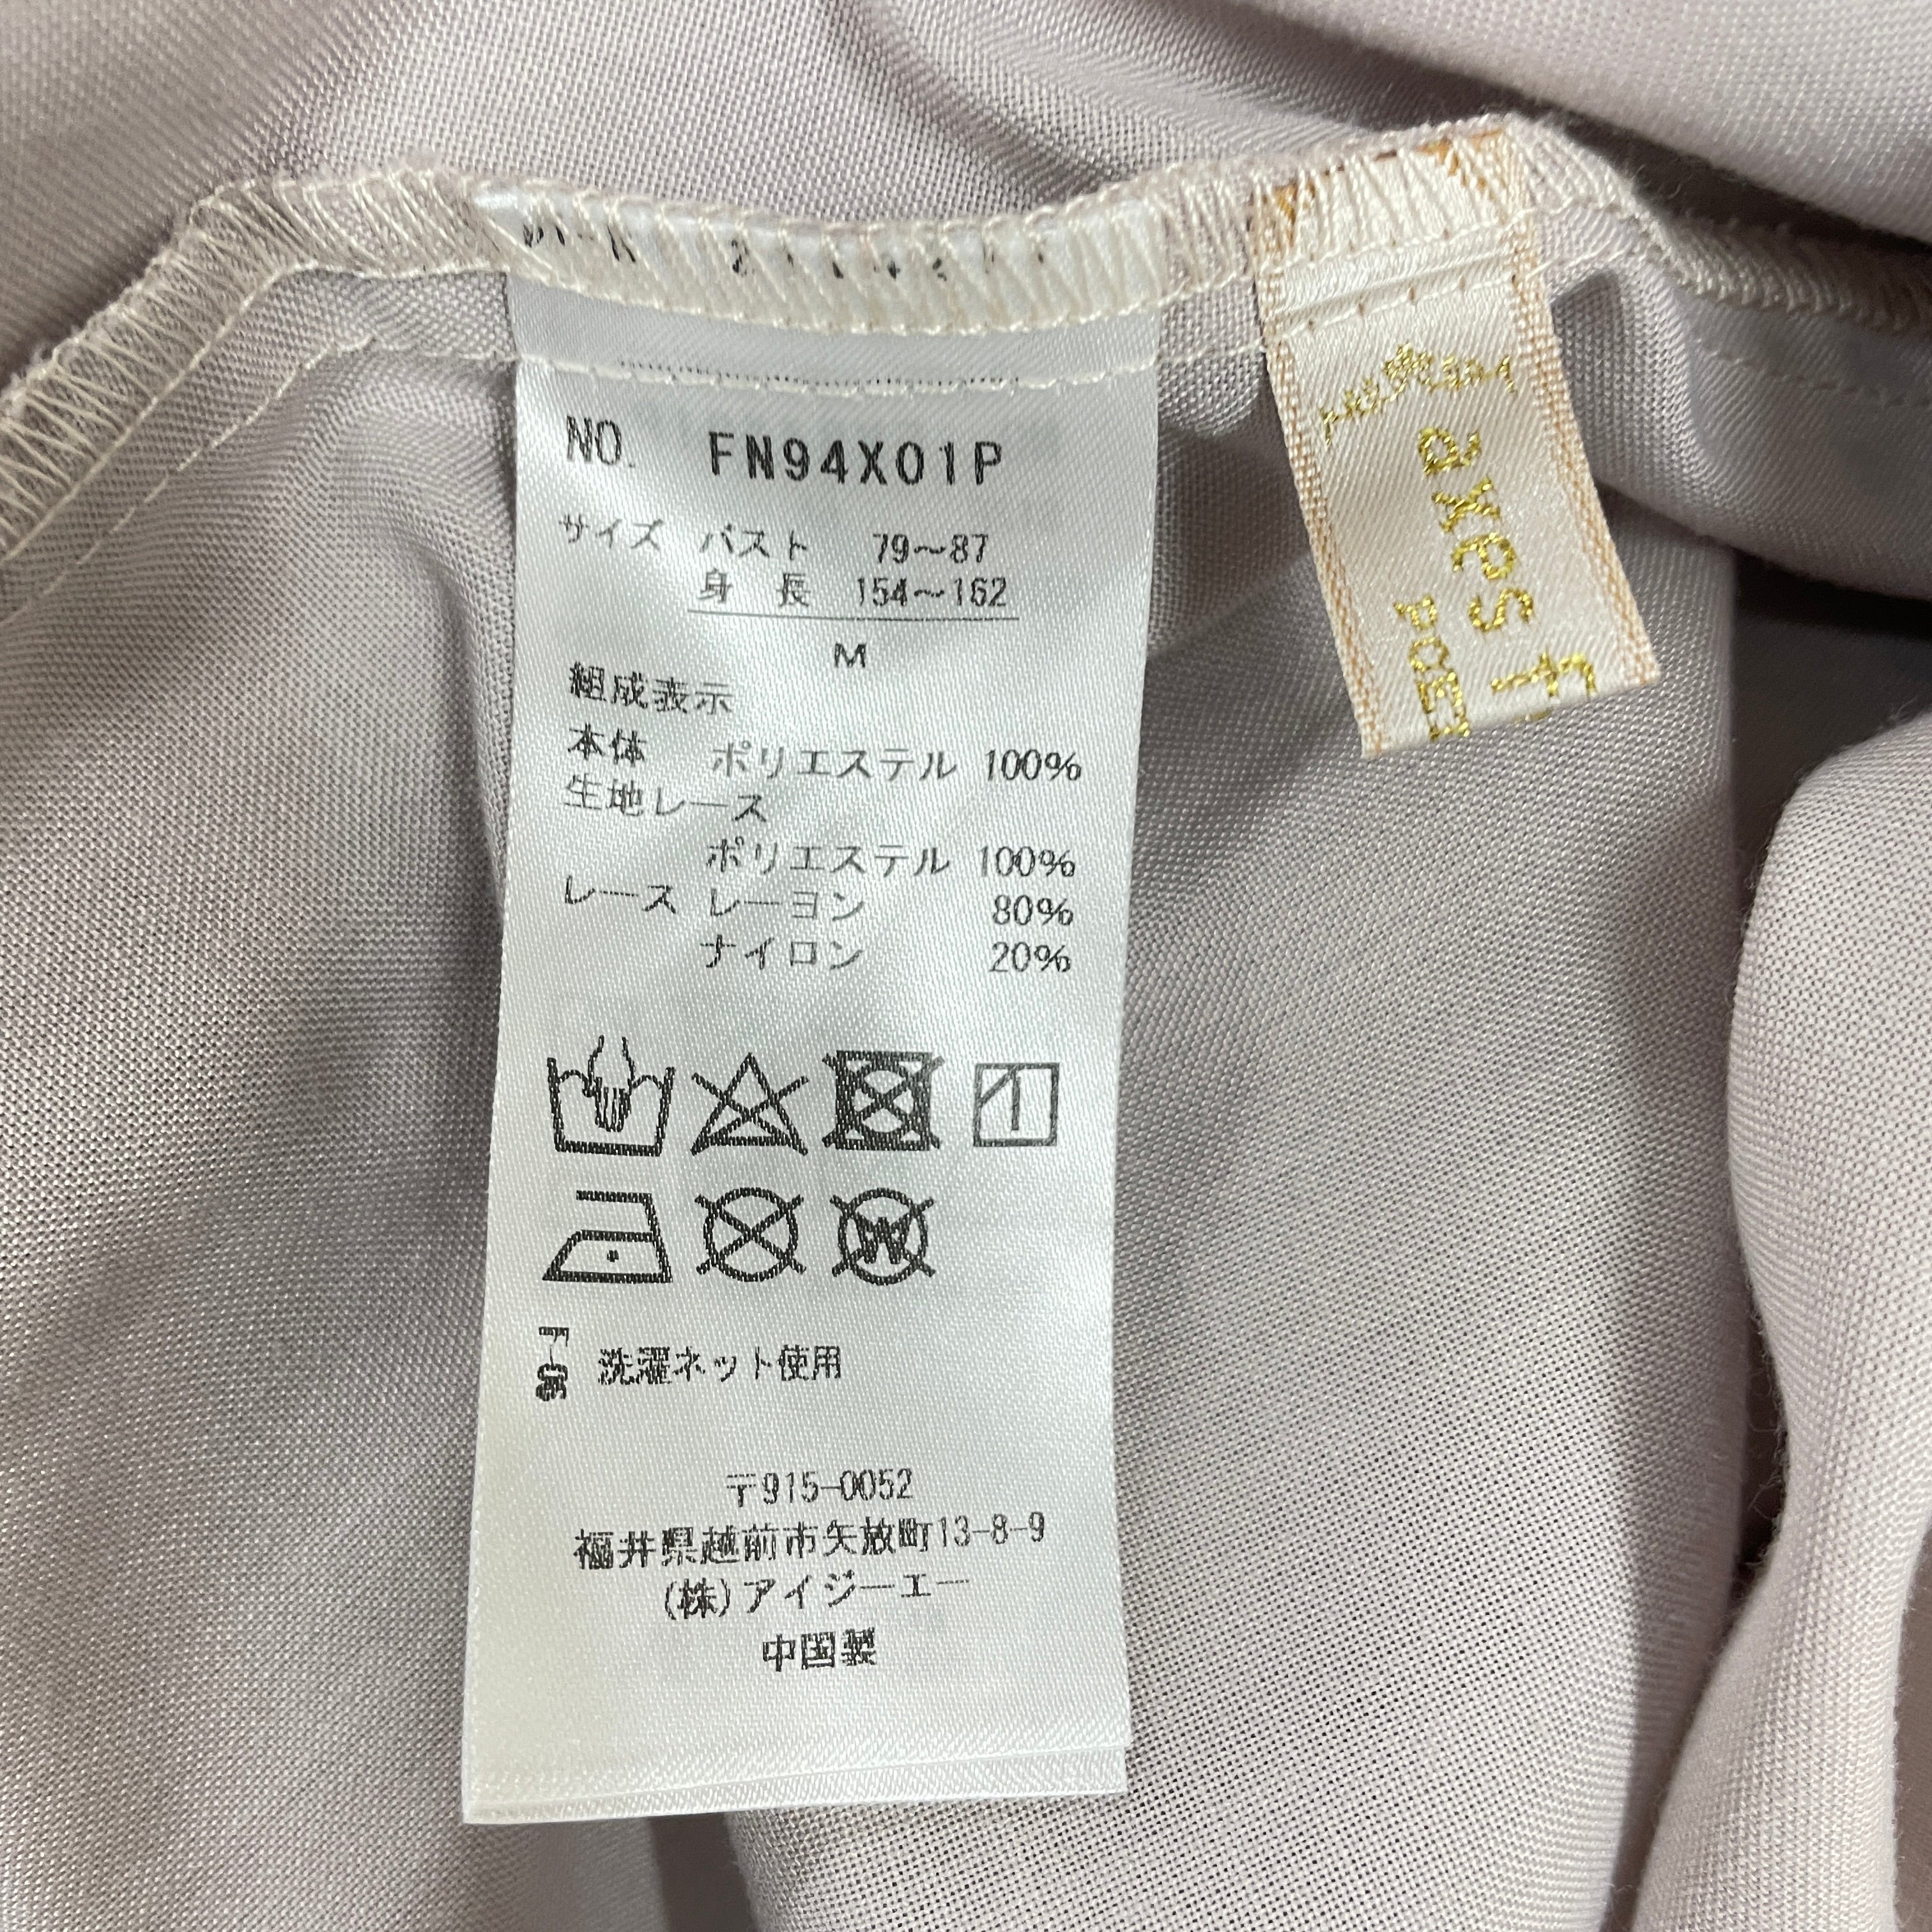 NO. FN94X01P
サイズ バスト 79～87
身 長 154～162
M
組成表示
本体 ポリエステル 100%
生地レース
ポリエステル 100%
レース レーヨン 80%
ナイロン 20%
W
洗濯ネット使用
〒915-0052
福井県越前市矢放町13-8-9
(株)アイジーエー
中国製
axes f
POET